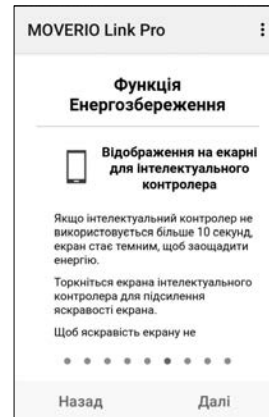 MOVERIO Link Pro
Функція
Енергозбереження
Відображення на екарні
для інтелектуального
контролера
Якщо інтелектуальний контролер не
використовується більше 10 секунд,
екран стає темним, щоб заощадити
енергію.
Торкніться екрана інтелектуального
контролера для підсилення
яскравості екрана.
Щоб яскравість екрану не
Назад
Далі